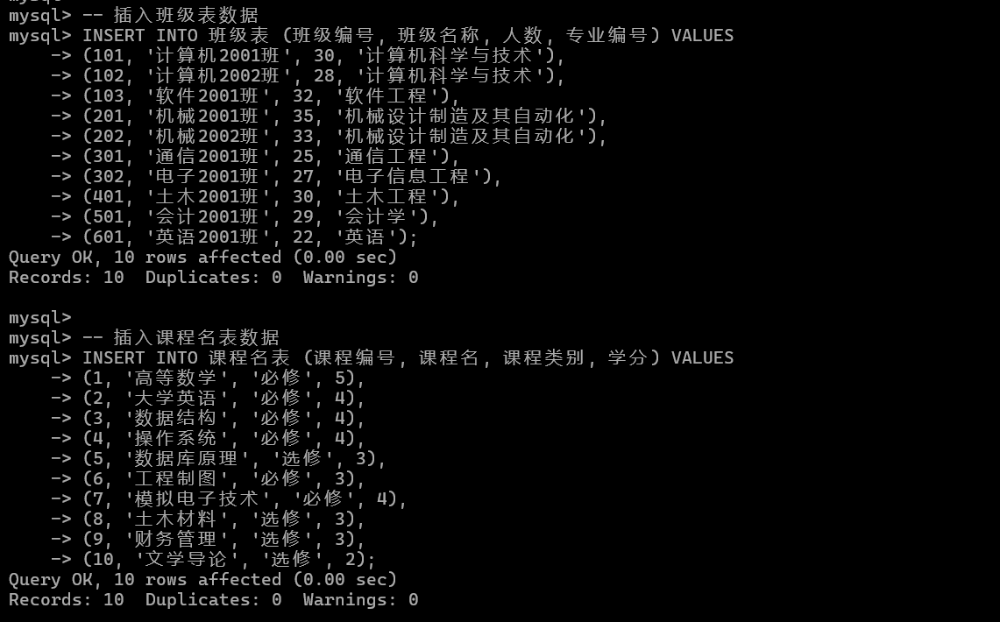 mysql> -- 插入班级表数据
mysql> INSERT INTO 班级表 (班级编号, 班级名称, 人数, 专业编号) VALUES
    -> (101, '计算机2001班', 30, '计算机科学与技术'),
    -> (102, '计算机2002班', 28, '计算机科学与技术'),
    -> (103, '软件2001班', 32, '软件工程'),
    -> (201, '机械2001班', 35, '机械设计制造及其自动化'),
    -> (202, '机械2002班', 33, '机械设计制造及其自动化'),
    -> (301, '通信2001班', 25, '通信工程'),
    -> (302, '电子2001班', 27, '电子信息工程'),
    -> (401, '土木2001班', 30, '土木工程'),
    -> (501, '会计2001班', 29, '会计学'),
    -> (601, '英语2001班', 22, '英语');
Query OK, 10 rows affected (0.00 sec)
Records: 10  Duplicates: 0  Warnings: 0
mysql>
mysql> -- 插入课程名表数据
mysql> INSERT INTO 课程名表 (课程编号, 课程名, 课程类别, 学分) VALUES
    -> (1, '高等数学', '必修', 5),
    -> (2, '大学英语', '必修', 4),
    -> (3, '数据结构', '必修', 4),
    -> (4, '操作系统', '必修', 4),
    -> (5, '数据库原理', '选修', 3),
    -> (6, '工程制图', '必修', 3),
    -> (7, '模拟电子技术', '必修', 4),
    -> (8, '土木材料', '选修', 3),
    -> (9, '财务管理', '选修', 3),
    -> (10, '文学导论', '选修', 2);
Query OK, 10 rows affected (0.00 sec)
Records: 10  Duplicates: 0  Warnings: 0